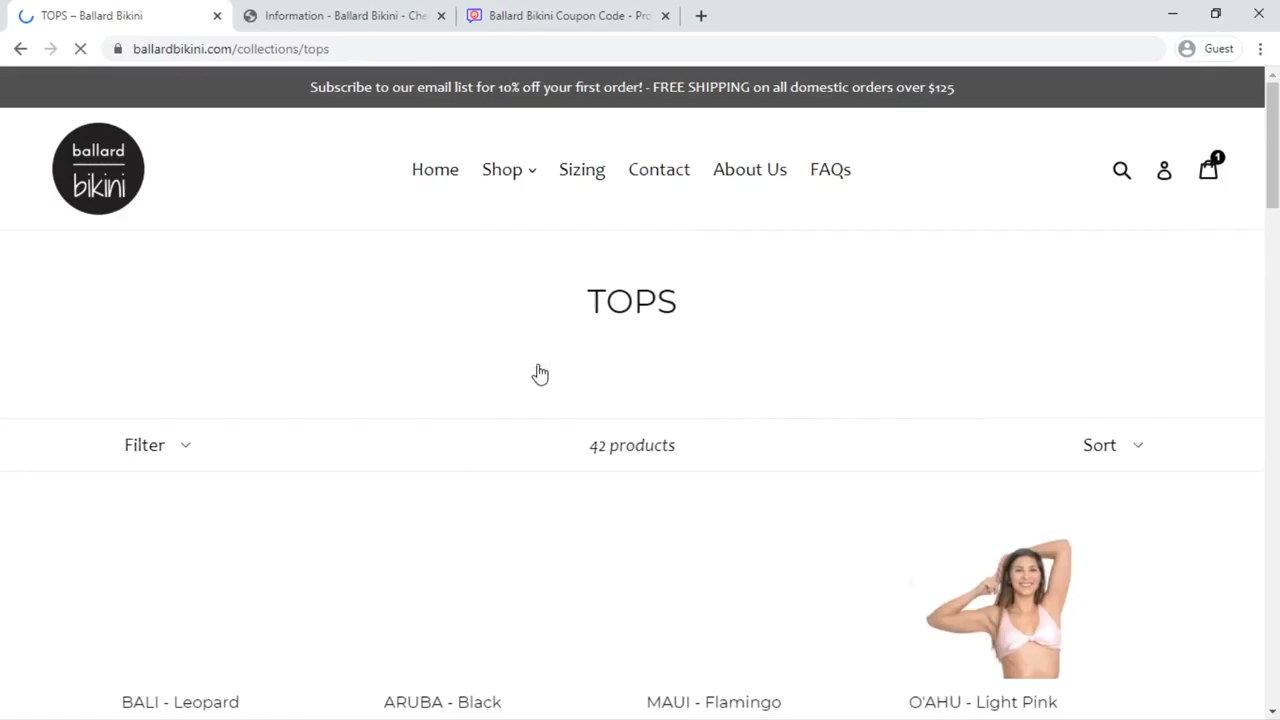 TOPS – Ballard Bikini
Information - Ballard Bikini - Che
Ballard Bikini Coupon Code - Pro
ballardbikini.com/collections/tops
Guest
Subscribe to our email list for 10% off your first order! - FREE SHIPPING on all domestic orders over $125
ballard
bikini
Home
Shop
Sizing
Contact
About Us
FAQs
1
TOPS
Filter
42 products
Sort
BALI - Leopard
ARUBA - Black
MAUI - Flamingo
O'AHU - Light Pink